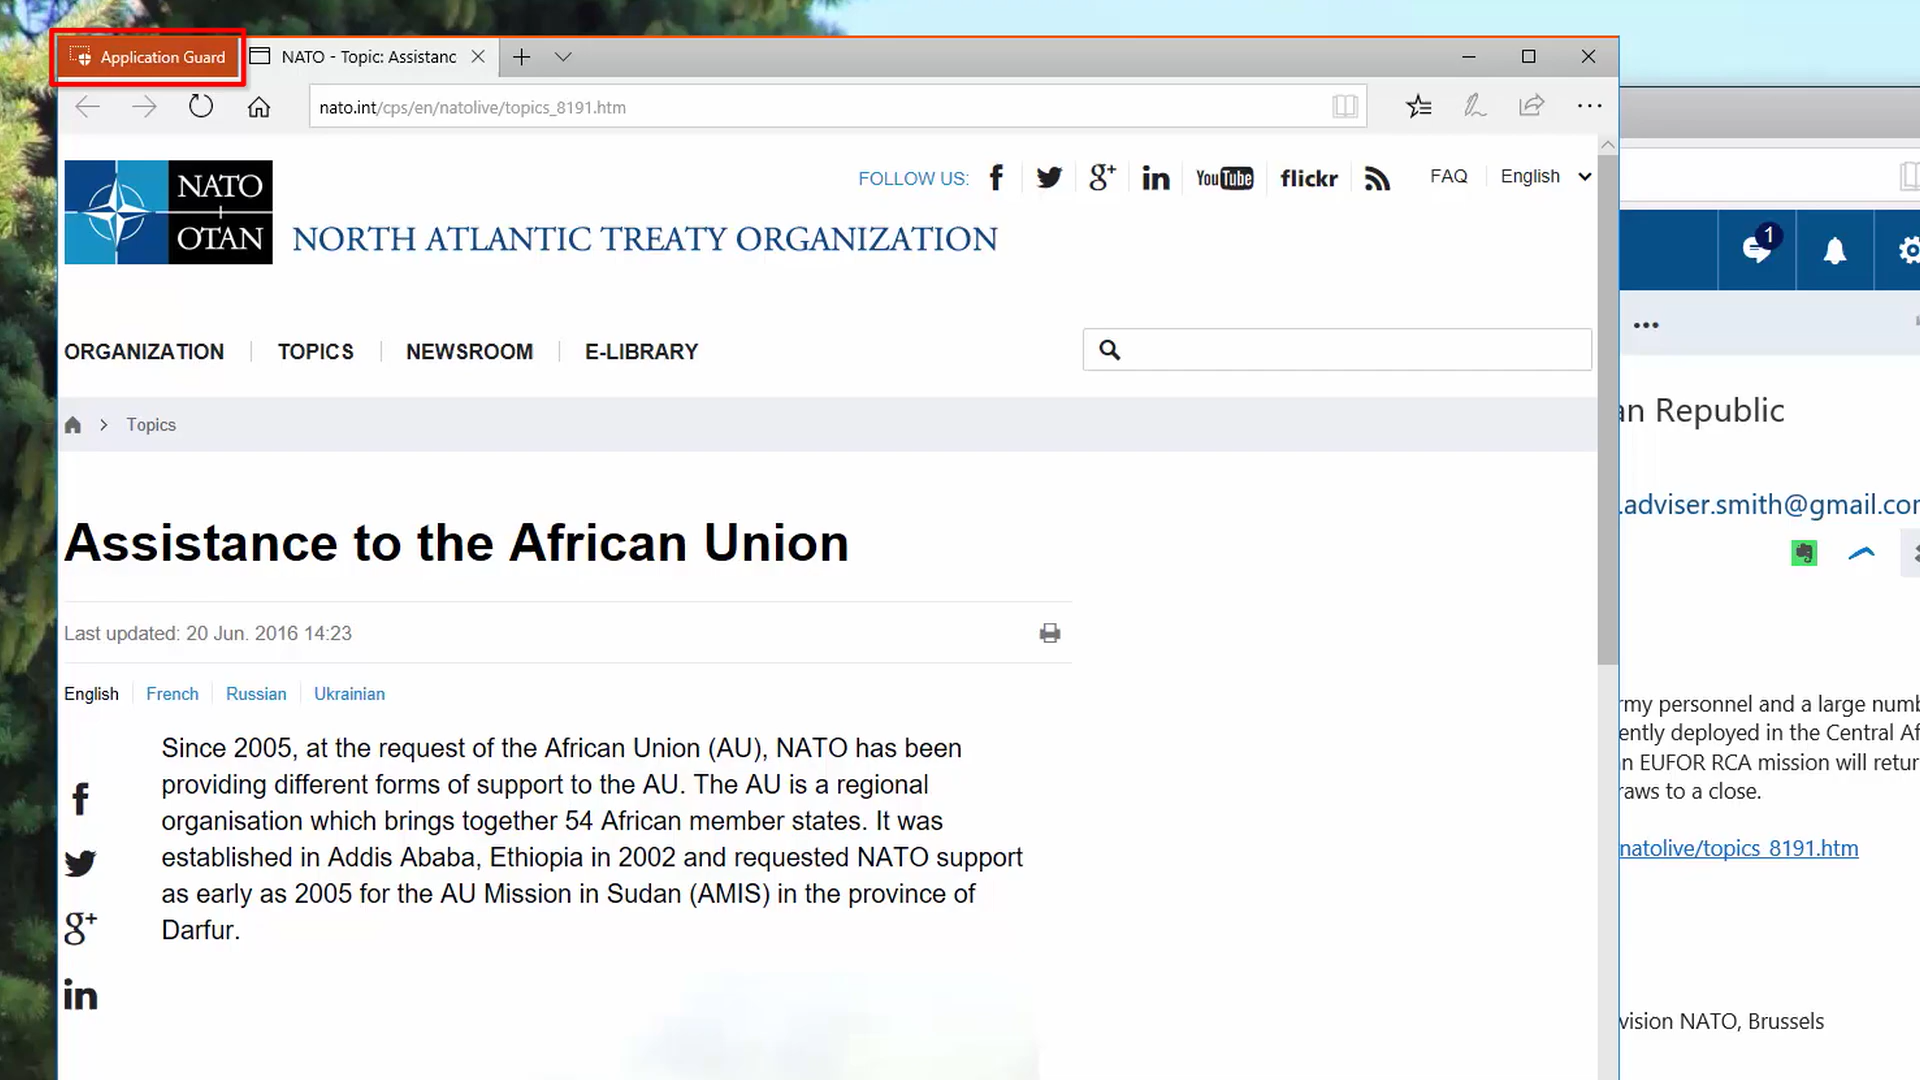 Application Guard
NATO - Topic: Assistanc
nato.int/cps/en/natolive/topics_8191.htm
NATO
OTAN
NORTH ATLANTIC TREATY ORGANIZATION
FOLLOW US:
You Tube
flickr
FAQ
English
ORGANIZATION
TOPICS
NEWSROOM
E-LIBRARY
Topics
Assistance to the African Union
Last updated: 20 Jun. 2016 14:23
English
French
Russian
Ukrainian
Since 2005, at the request of the African Union (AU), NATO has been
providing different forms of support to the AU. The AU is a regional
organisation which brings together 54 African member states. It was
established in Addis Ababa, Ethiopia in 2002 and requested NATO support
as early as 2005 for the AU Mission in Sudan (AMIS) in the province of
Darfur.
1
an Republic
.adviser.smith@gmail.co
rmy personnel and a large numb
ently deployed in the Central Af
n EUFOR RCA mission will retur
raws to a close.
natolive/topics_8191.htm
vision NATO, Brussels